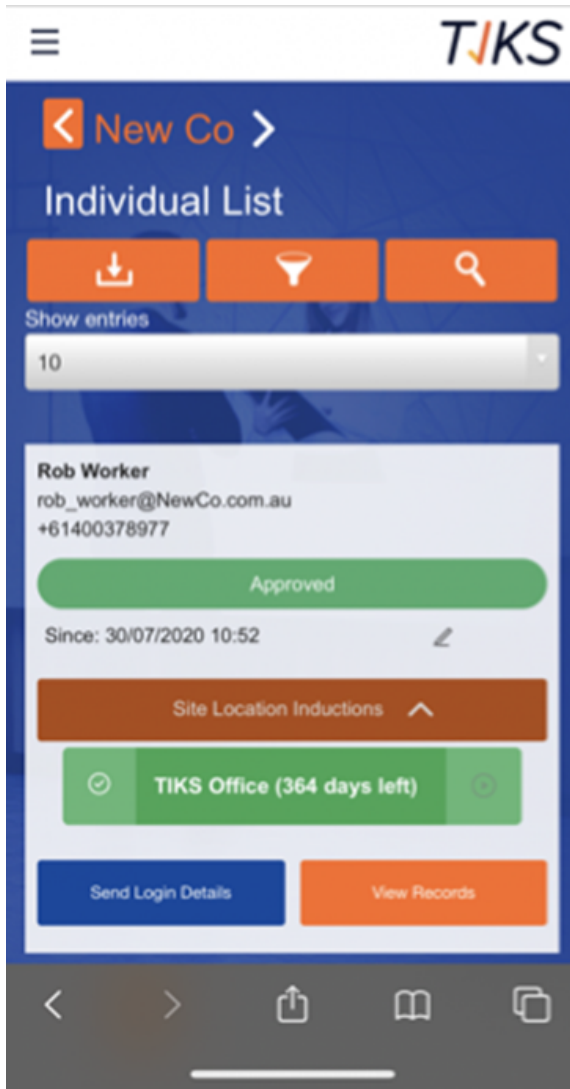 TIKS
New Co
Individual List
Show entries
10
Rob Worker
rob_worker@NewCo.com.au
+61400378977
Approved
Since: 30/07/2020 10:52
Site Location Inductions
TIKS Office (364 days left)
Send Login Details
View Records